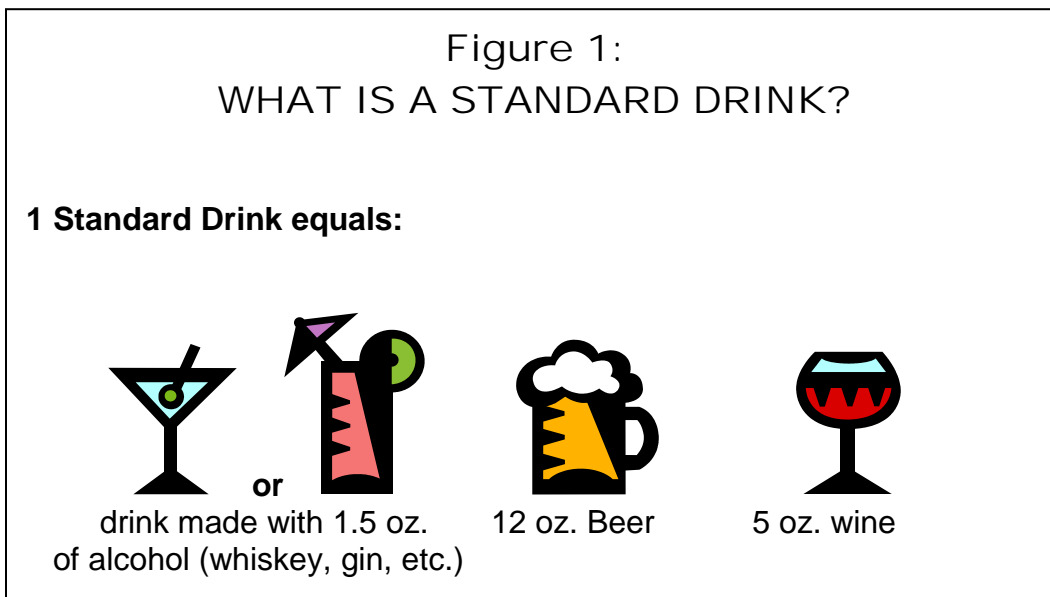 Figure 1:
WHAT IS A STANDARD DRINK?
1 Standard Drink equals:
or
drink made with 1.5 oz.
of alcohol (whiskey, gin, etc.)
12 oz. Beer
5 oz. wine